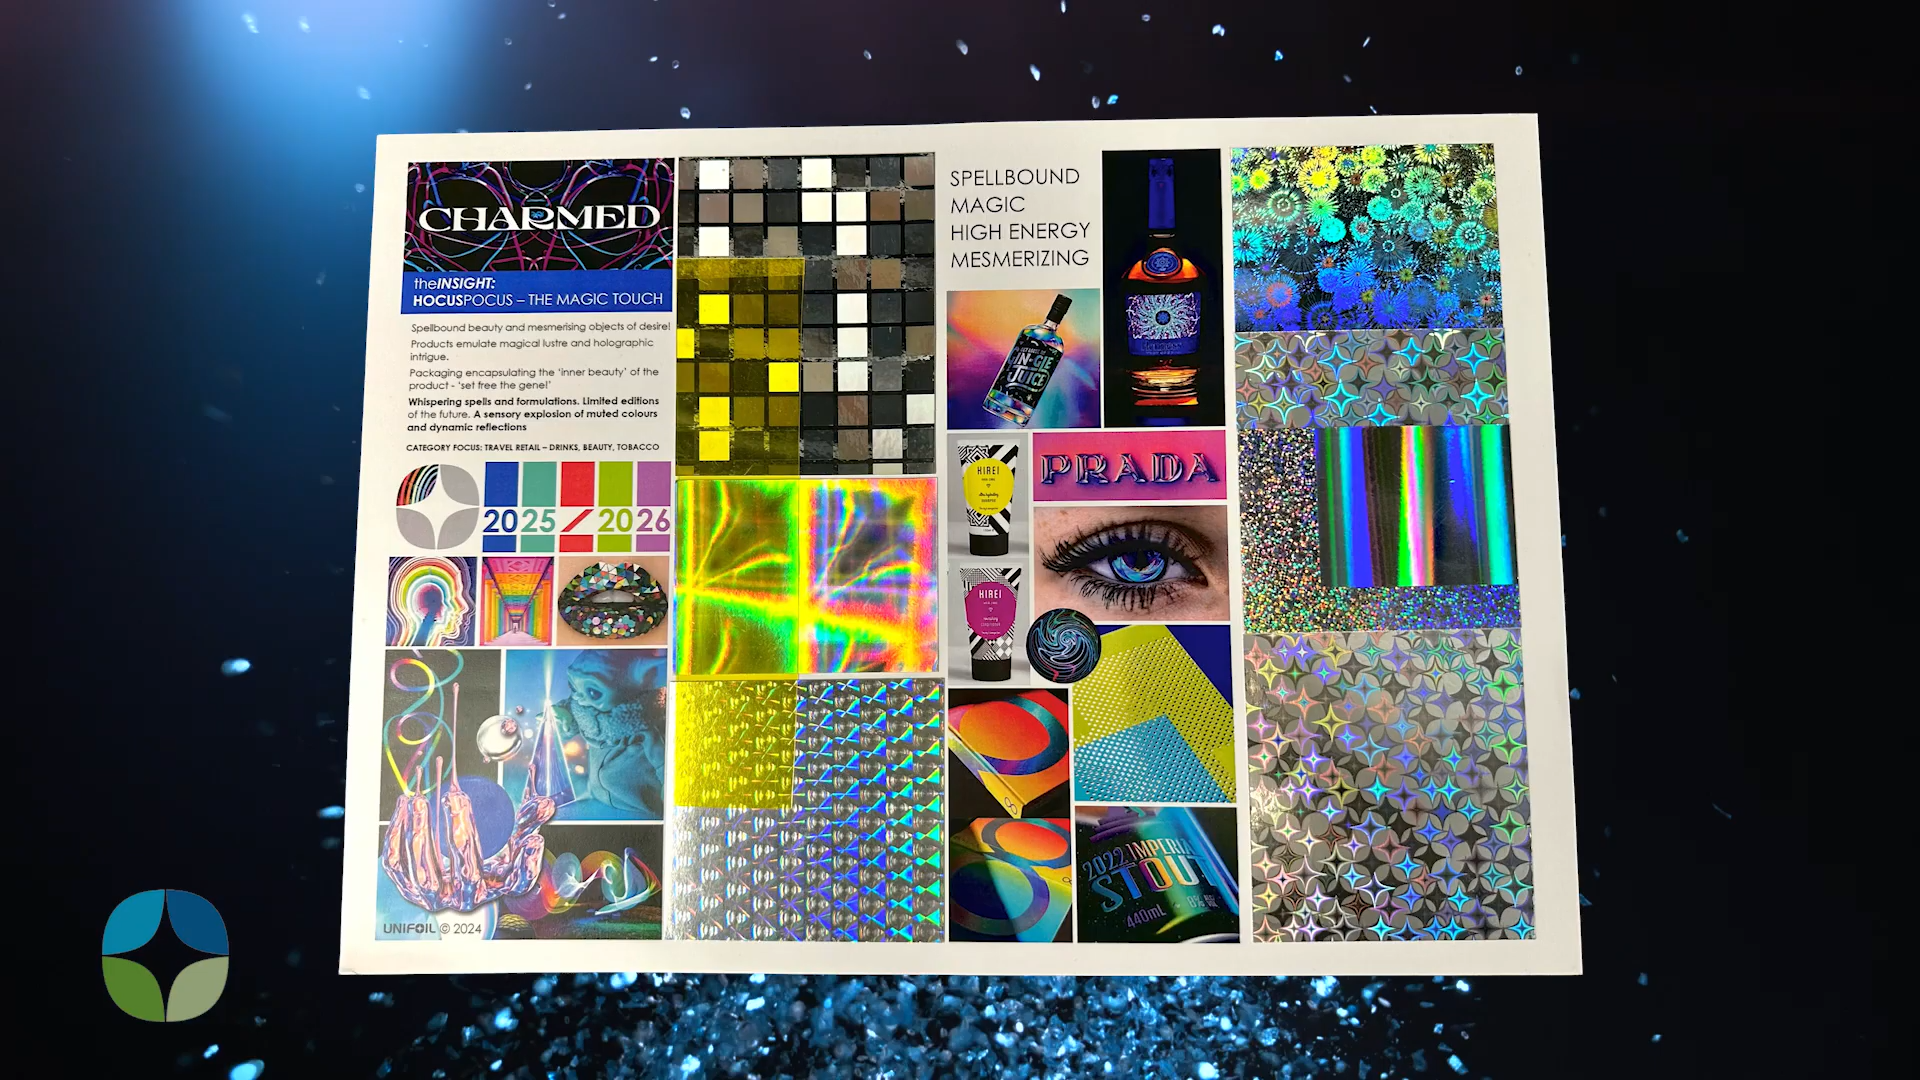 CHARMED
theINSIGHT:
HOCUSPOCUS – THE MAGIC TOUCH
Spellbound beauty and mesmerising objects of desire!
Products emulate magical lustre and holographic
intrigue.
Packaging encapsulating the 'inner beauty' of the
product - 'set free the gene!'
Whispering spells and formulations. Limited editions
of the future. A sensory explosion of muted colours
and dynamic reflections
CATEGORY FOCUS: TRAVEL RETAIL – DRINKS, BEAUTY, TOBACCO
2025/2026
UNIFOIL © 2024
SPELLBOUND
MAGIC
HIGH ENERGY
MESMERIZING
JUICE
HIREI
PRADA
HIREI
2022 IMPERIAL
STOUT
440mL
8%